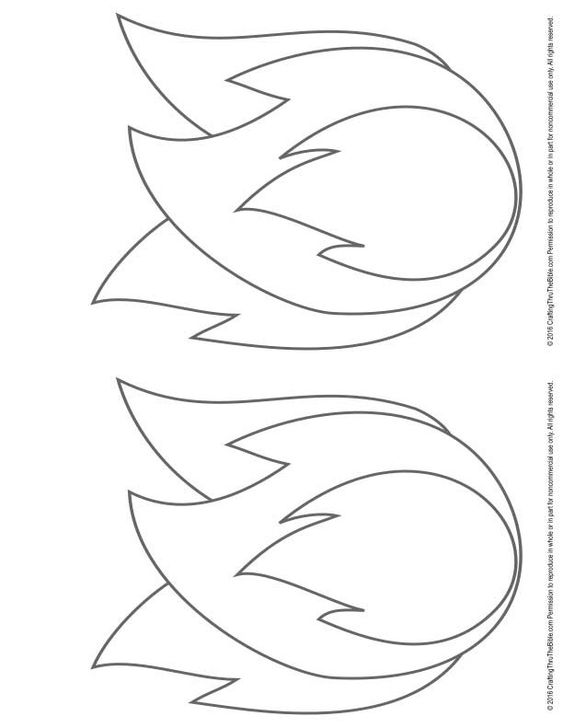 © 2016 CraftingThruTheBible.com Permission to reproduce in whole or in part for noncommercial use only. All rights reserved.
© 2016 CraftingThruTheBible.com Permission to reproduce in whole or in part for noncommercial use only. All rights reserved.